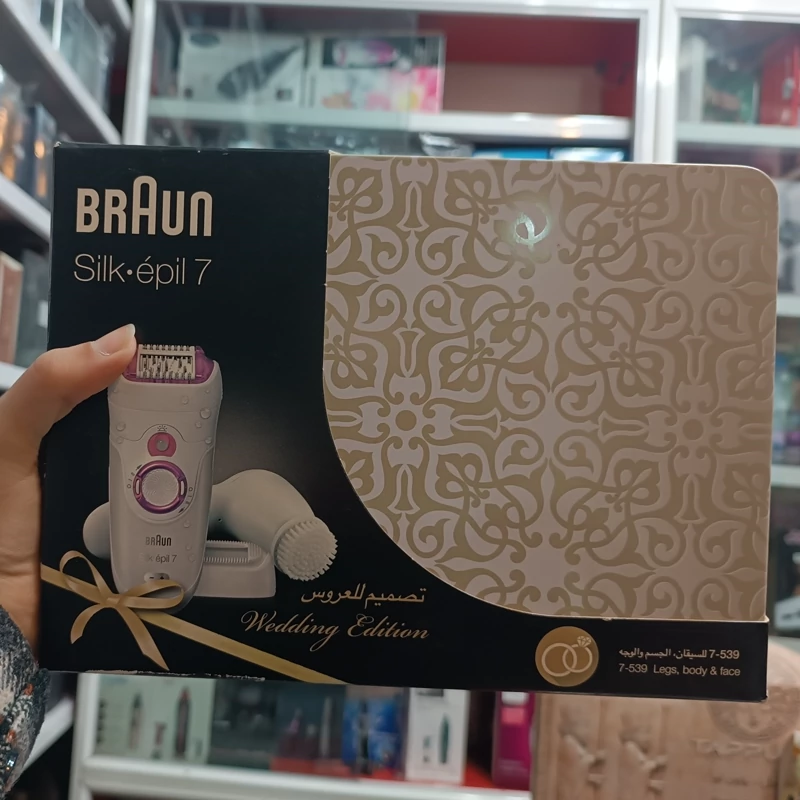 BRAUN
Silk•épil 7
BRAUN
épil 7
تصميم للعروس
Wedding Edition
7-539 للسيقان، الجسم والوجه
7-539 Legs, body & face